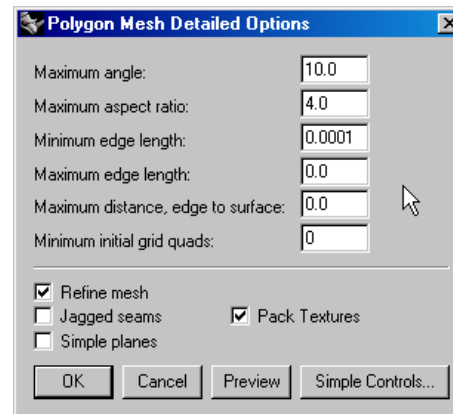 Polygon Mesh Detailed Options
Maximum angle: 10.0
Maximum aspect ratio: 4.0
Minimum edge length: 0.0001
Maximum edge length: 0.0
Maximum distance, edge to surface: 0.0
Minimum initial grid quads: 0
Refine mesh
Jagged seams Pack Textures
Simple planes
OK Cancel Preview Simple Controls...